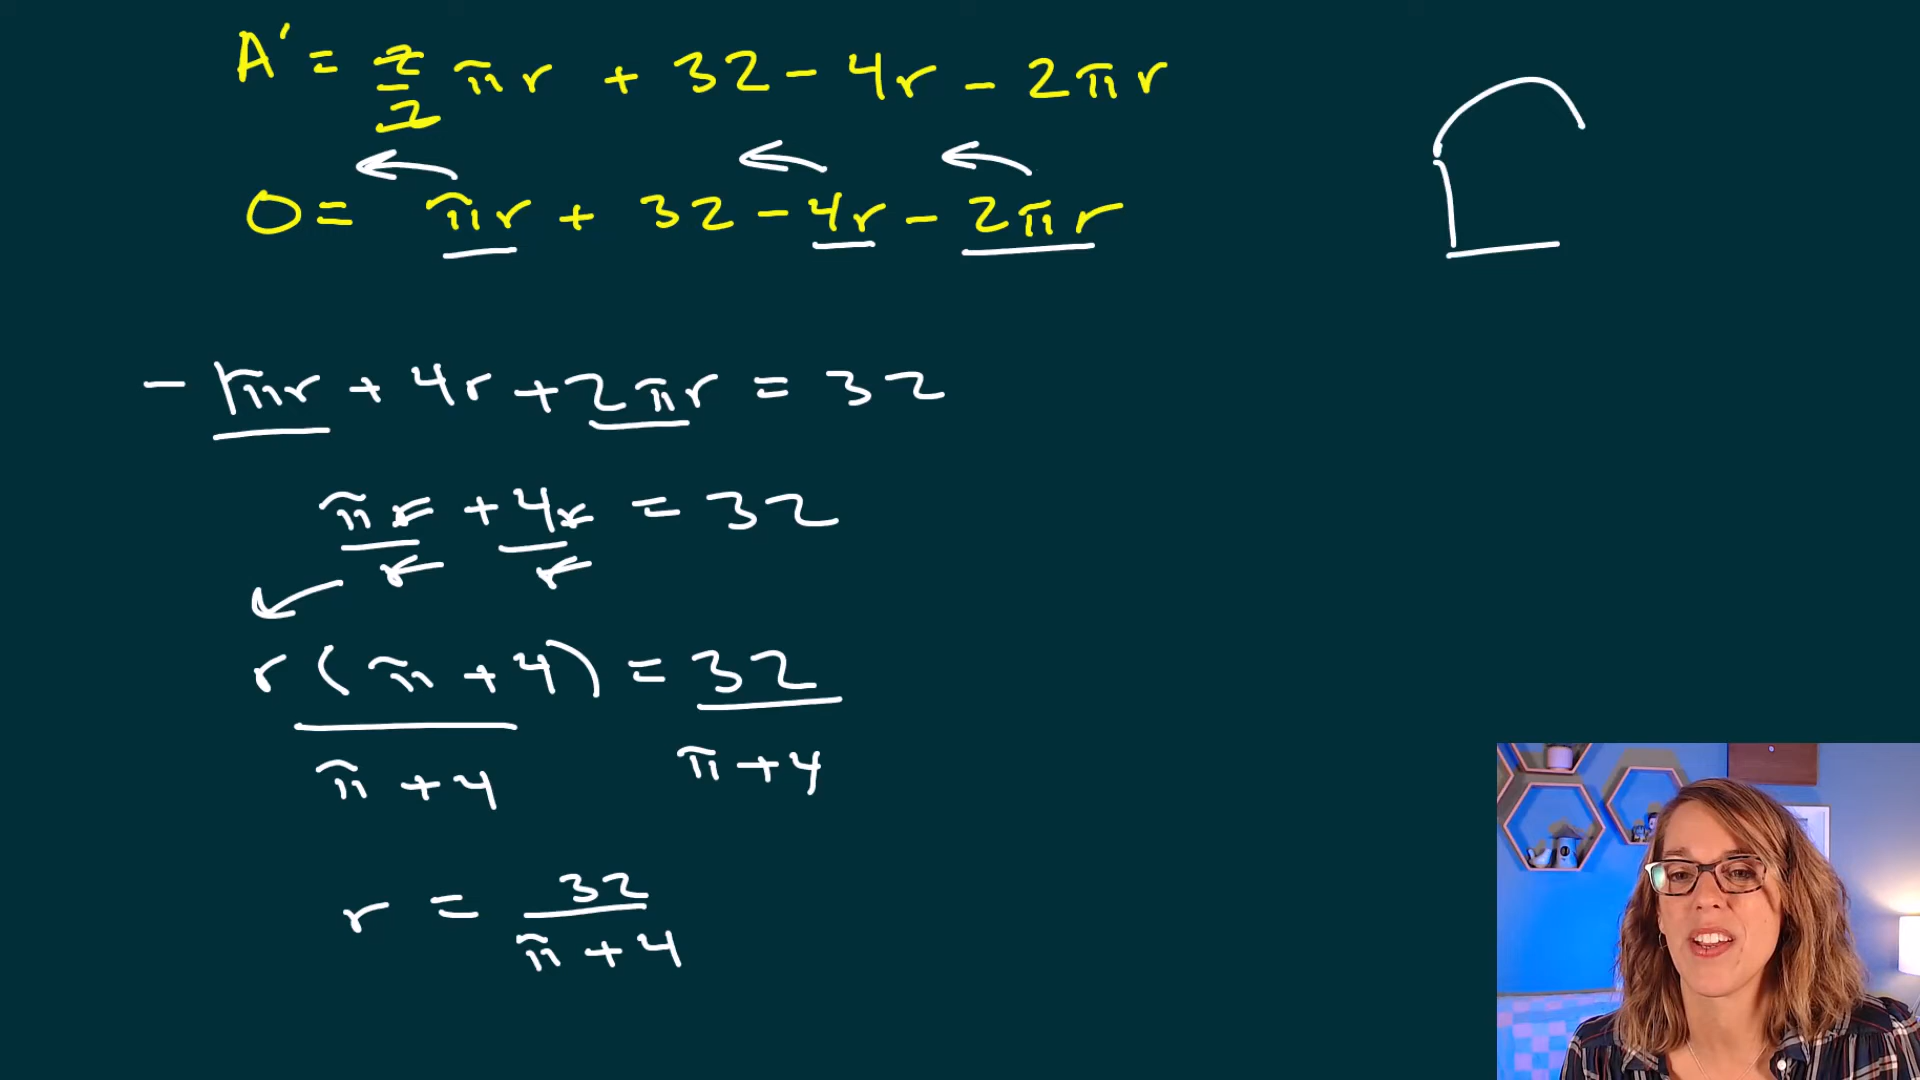 A' = 2/2 πr + 32 - 4r - 2πr
0 = πr + 32 - 4r - 2πr
- 1πr + 4r + 2πr = 32
πr + 4r = 32
r r
r(π + 4) = 32
π + 4 π + 4
r = 32/π + 4